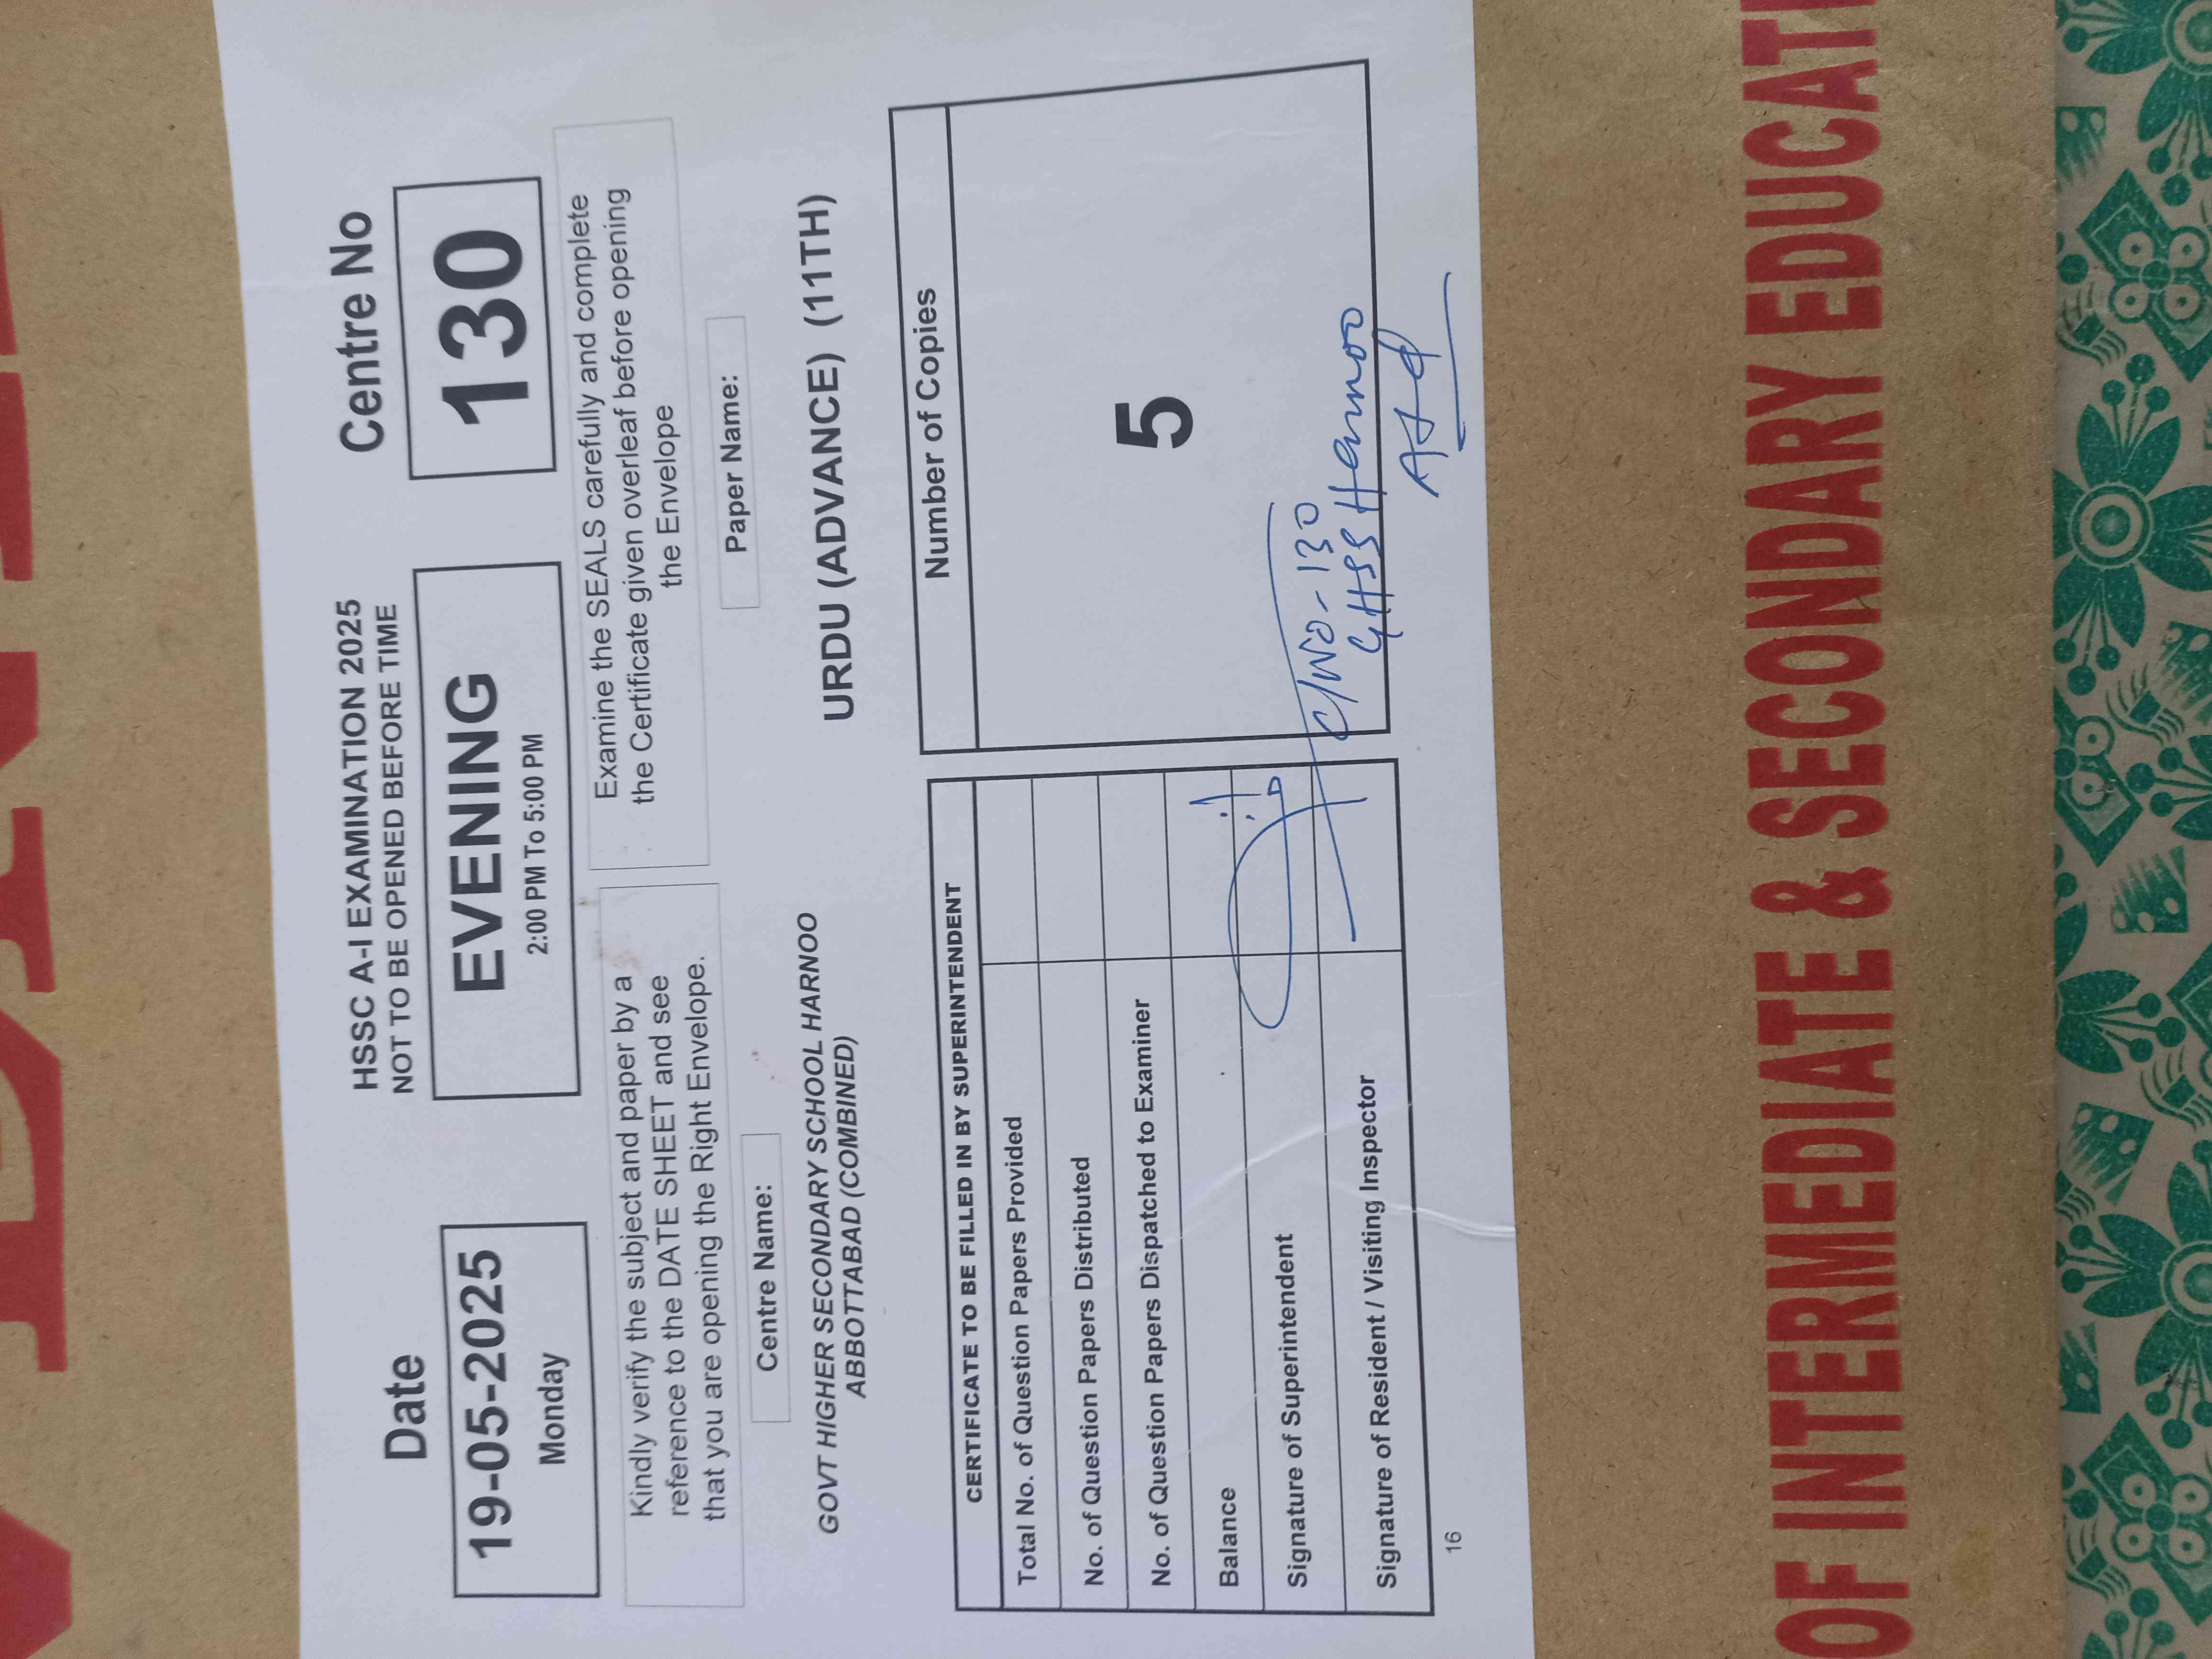 Date
19-05-2025
Monday
HSSC A-I EXAMINATION 2025
NOT TO BE OPENED BEFORE TIME
EVENING
2:00 PM To 5:00 PM
Centre No
130
Kindly verify the subject and paper by a
reference to the DATE SHEET and see
that you are opening the Right Envelope.
Examine the SEALS carefully and complete
the Certificate given overleaf before opening
the Envelope
Centre Name:
GOVT HIGHER SECONDARY SCHOOL HARNOO
ABBOTTABAD (COMBINED)
Paper Name:
URDU (ADVANCE) (11TH)
CERTIFICATE TO BE FILLED IN BY SUPERINTENDENT
Total No. of Question Papers Provided
No. of Question Papers Distributed
No. of Question Papers Dispatched to Examiner
Balance
Signature of Superintendent
Signature of Resident / Visiting Inspector
Number of Copies
5
C/No-130
GHSS Harnoo
16
OF INTERMEDIATE & SECONDARY EDUCATI